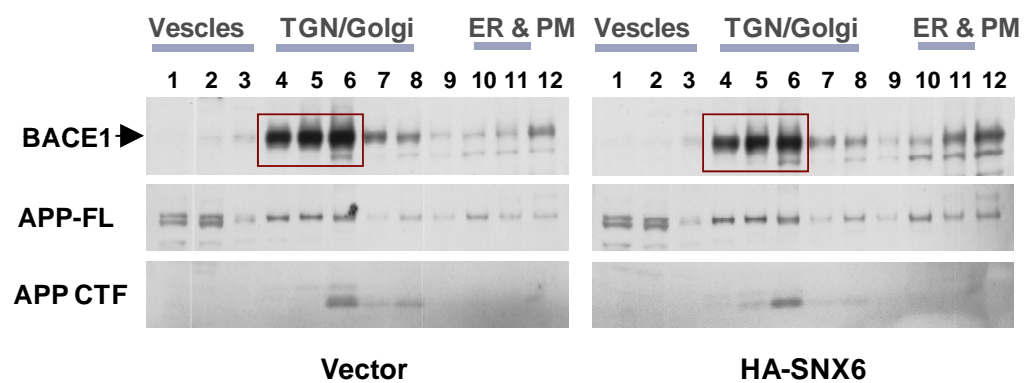 Vescles TGN/Golgi ER & PM Vescles TGN/Golgi ER & PM
1 2 3 4 5 6 7 8 9 10 11 12 1 2 3 4 5 6 7 8 9 10 11 12
BACE1
APP-FL
APP CTF
Vector HA-SNX6